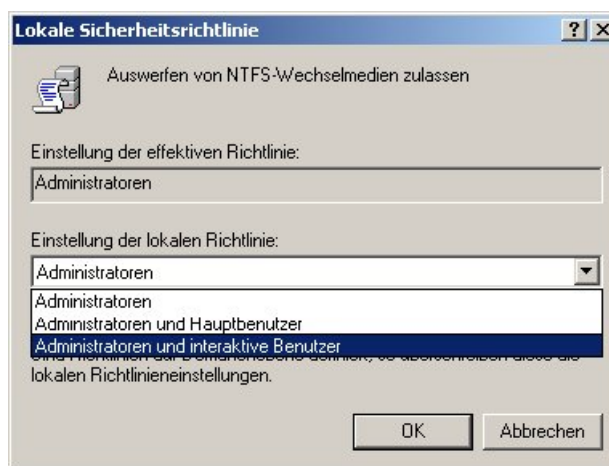 Lokale Sicherheitsrichtlinie
Auswerfen von NTFS-Wechselmedien zulassen
Einstellung der effektiven Richtlinie:
Administratoren
Einstellung der lokalen Richtlinie:
Administratoren
Administratoren
Administratoren und Hauptbenutzer
Administratoren und interaktive Benutzer
lokalen Richtlinieneinstellungen.
OK Abbrechen